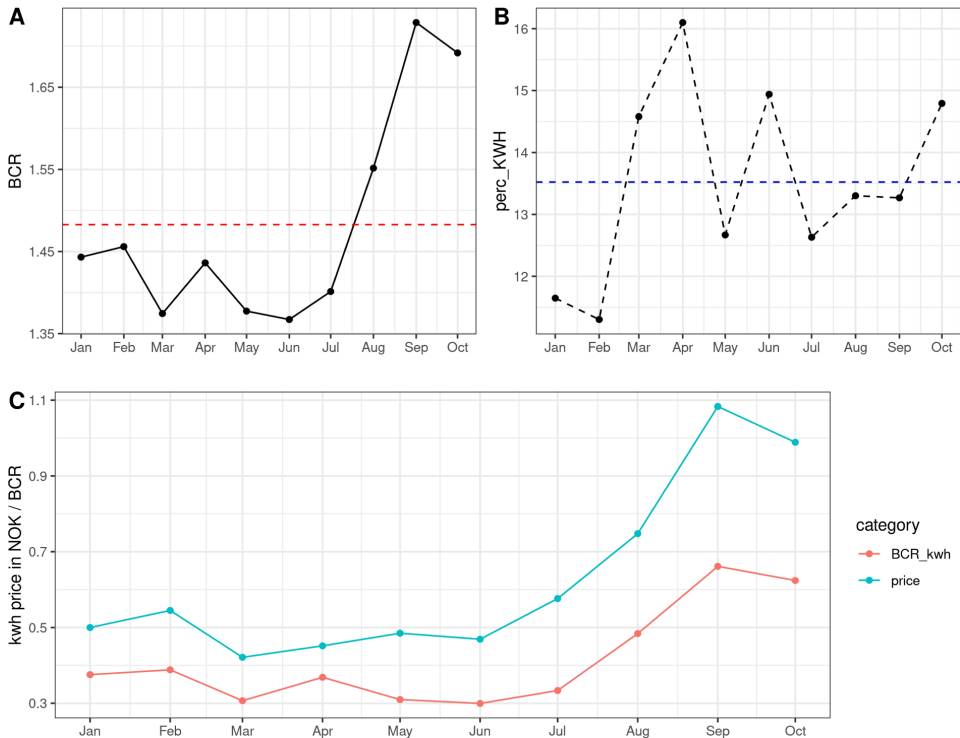 A
BCR
1.65
1.55
1.45
1.35
Jan Feb Mar Apr May Jun Jul Aug Sep Oct
B
perc_KWH
16
15
14
13
12
Jan Feb Mar Apr May Jun Jul Aug Sep Oct
C
kwh price in NOK / BCR
1.1
0.9
0.7
0.5
0.3
Jan Feb Mar Apr May Jun Jul Aug Sep Oct
category
BCR_kwh
price